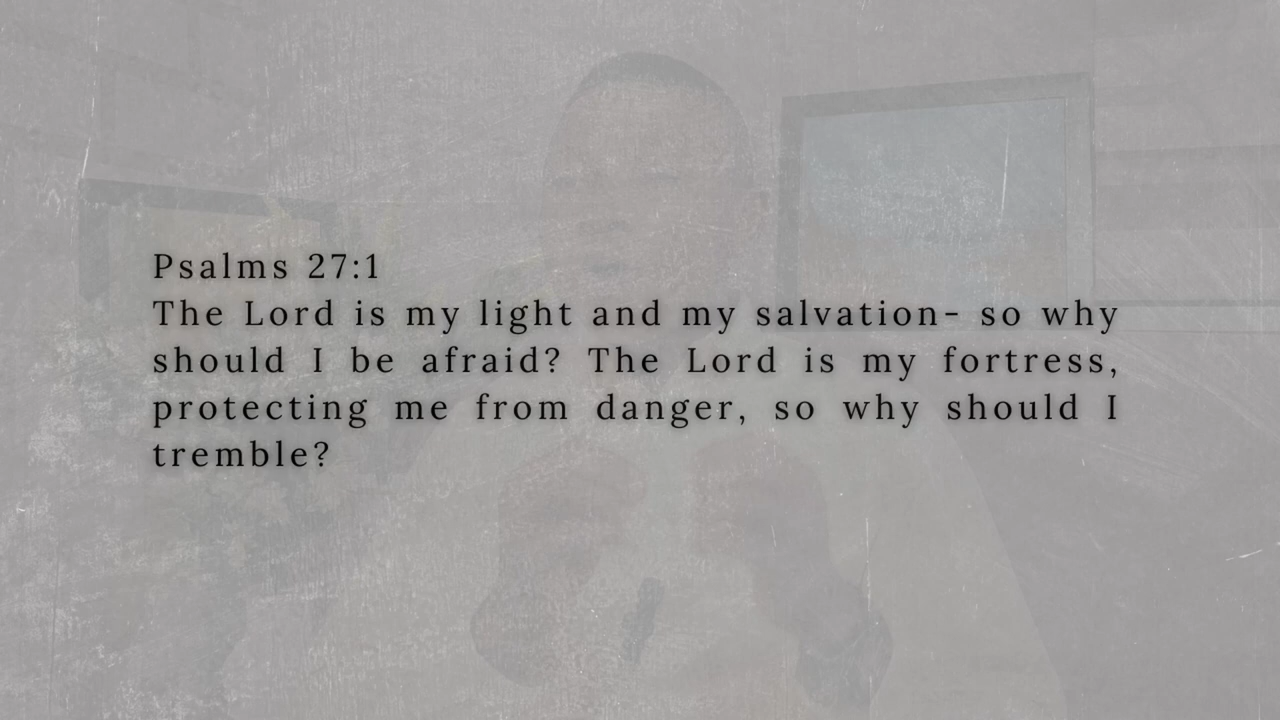 Psalms 27:1
The Lord is my light and my salvation- so why
should I be afraid? The Lord is my fortress,
protecting me from danger, so why should I
tremble?